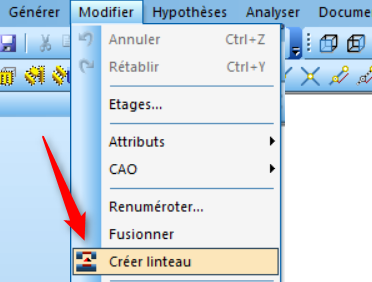 Générer Modifier Hypothèses Analyser Docume
Annuler Ctrl+Z
Rétablir Ctrl+Y
Etages...
Attributs
CAO
Renuméroter...
Fusionner
Créer linteau